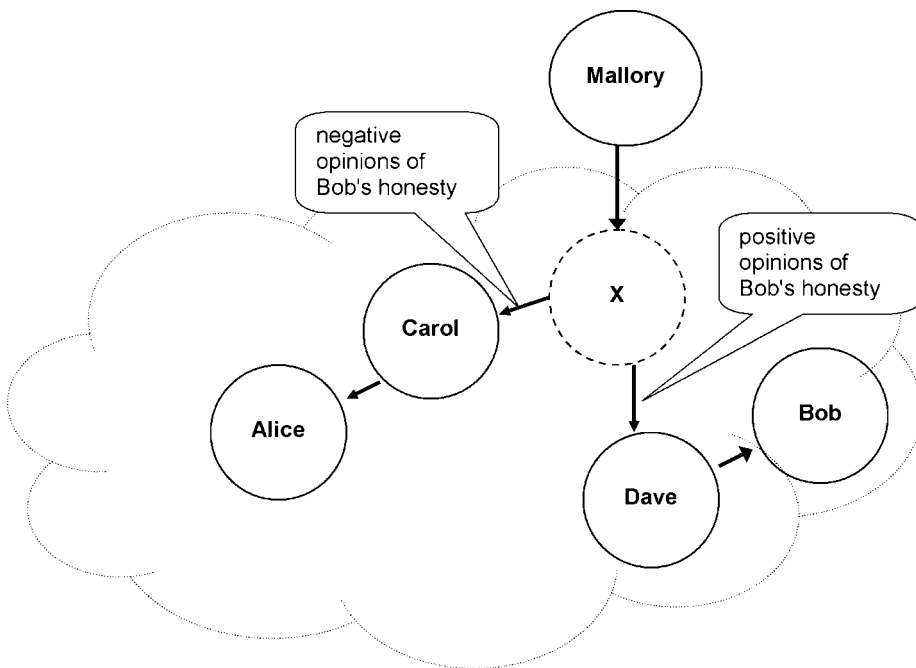 Mallory
negative
opinions of
Bob's honesty
positive
opinions of
Bob's honesty
X
Carol
Alice
Bob
Dave